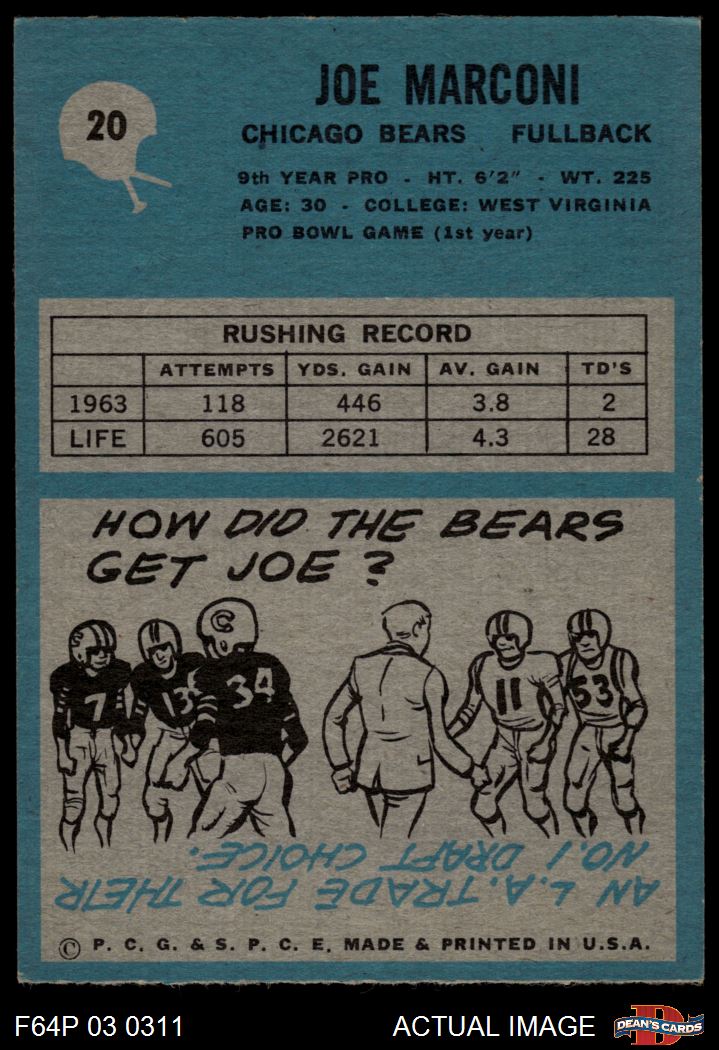 20
JOE MARCONI
CHICAGO BEARS FULLBACK
9th YEAR PRO - HT. 6'2" - WT. 225
AGE: 30 - COLLEGE: WEST VIRGINIA
PRO BOWL GAME (1st year)
RUSHING RECORD
ATTEMPTS YDS. GAIN AV. GAIN TD'S
1963 118 446 3.8 2
LIFE 605 2621 4.3 28
HOW DID THE BEARS
GET JOE?
C
7 13 34 11 53
AN L.A. TRADE FOR THEIR
NO. 1 DRAFT CHOICE.
© P. C. G. & S. P. C. E. MADE & PRINTED IN U.S.A.
F64P 03 0311 ACTUAL IMAGE
D
DEAN'S CARDS